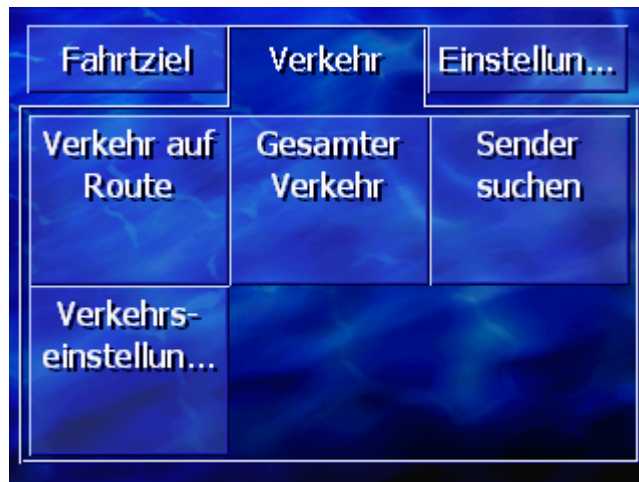 Fahrtziel
Verkehr
Einstellun...
Verkehr auf
Route
Gesamter
Verkehr
Sender
suchen
Verkehrs-
einstellun...